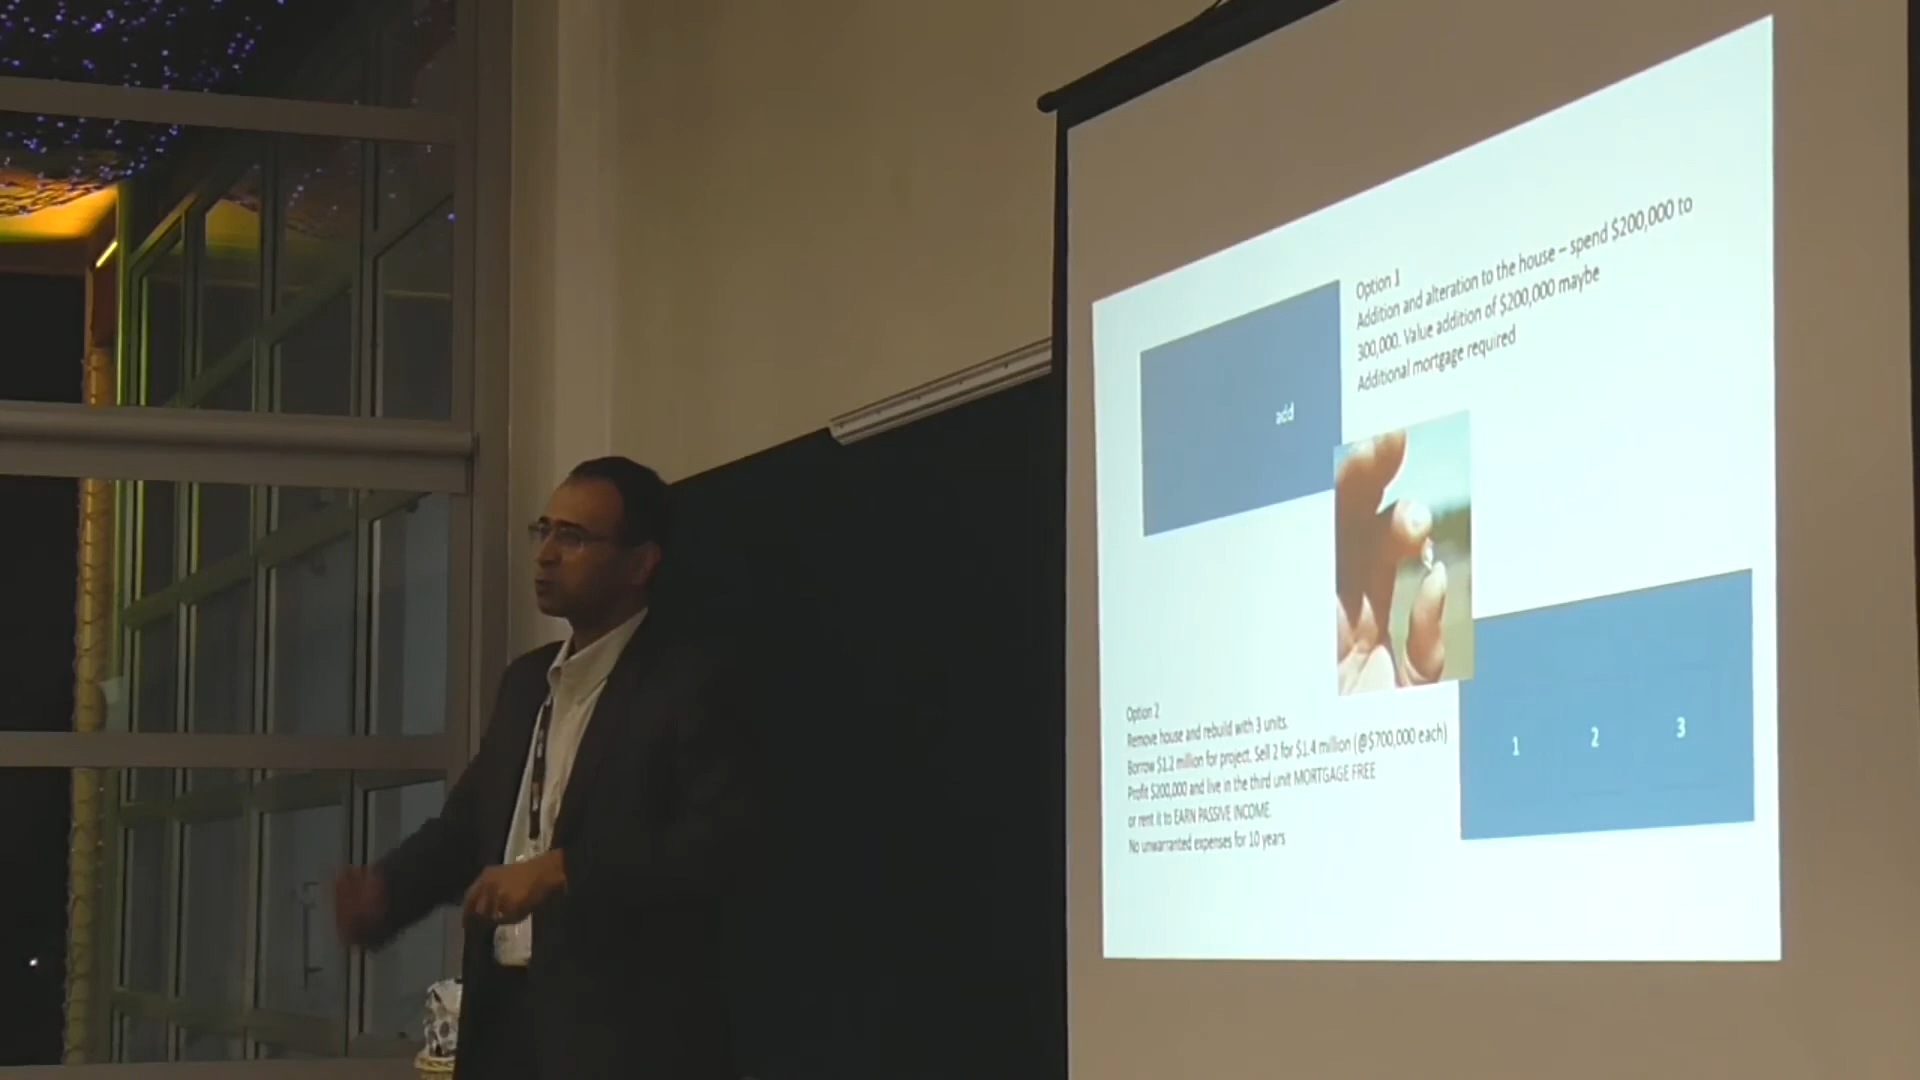 Option 1
Addition and alteration to the house – spend $200,000 to
300,000. Value addition of $200,000 maybe
Additional mortgage required
add
Option 2
Remove house and rebuild with 3 units.
Borrow $1.2 million for project. Sell 2 for $1.4 million (@$700,000 each)
Profit $200,000 and live in the third unit MORTGAGE FREE
or rent it to EARN PASSIVE INCOME.
No unwarranted expenses for 10 years
1 2 3